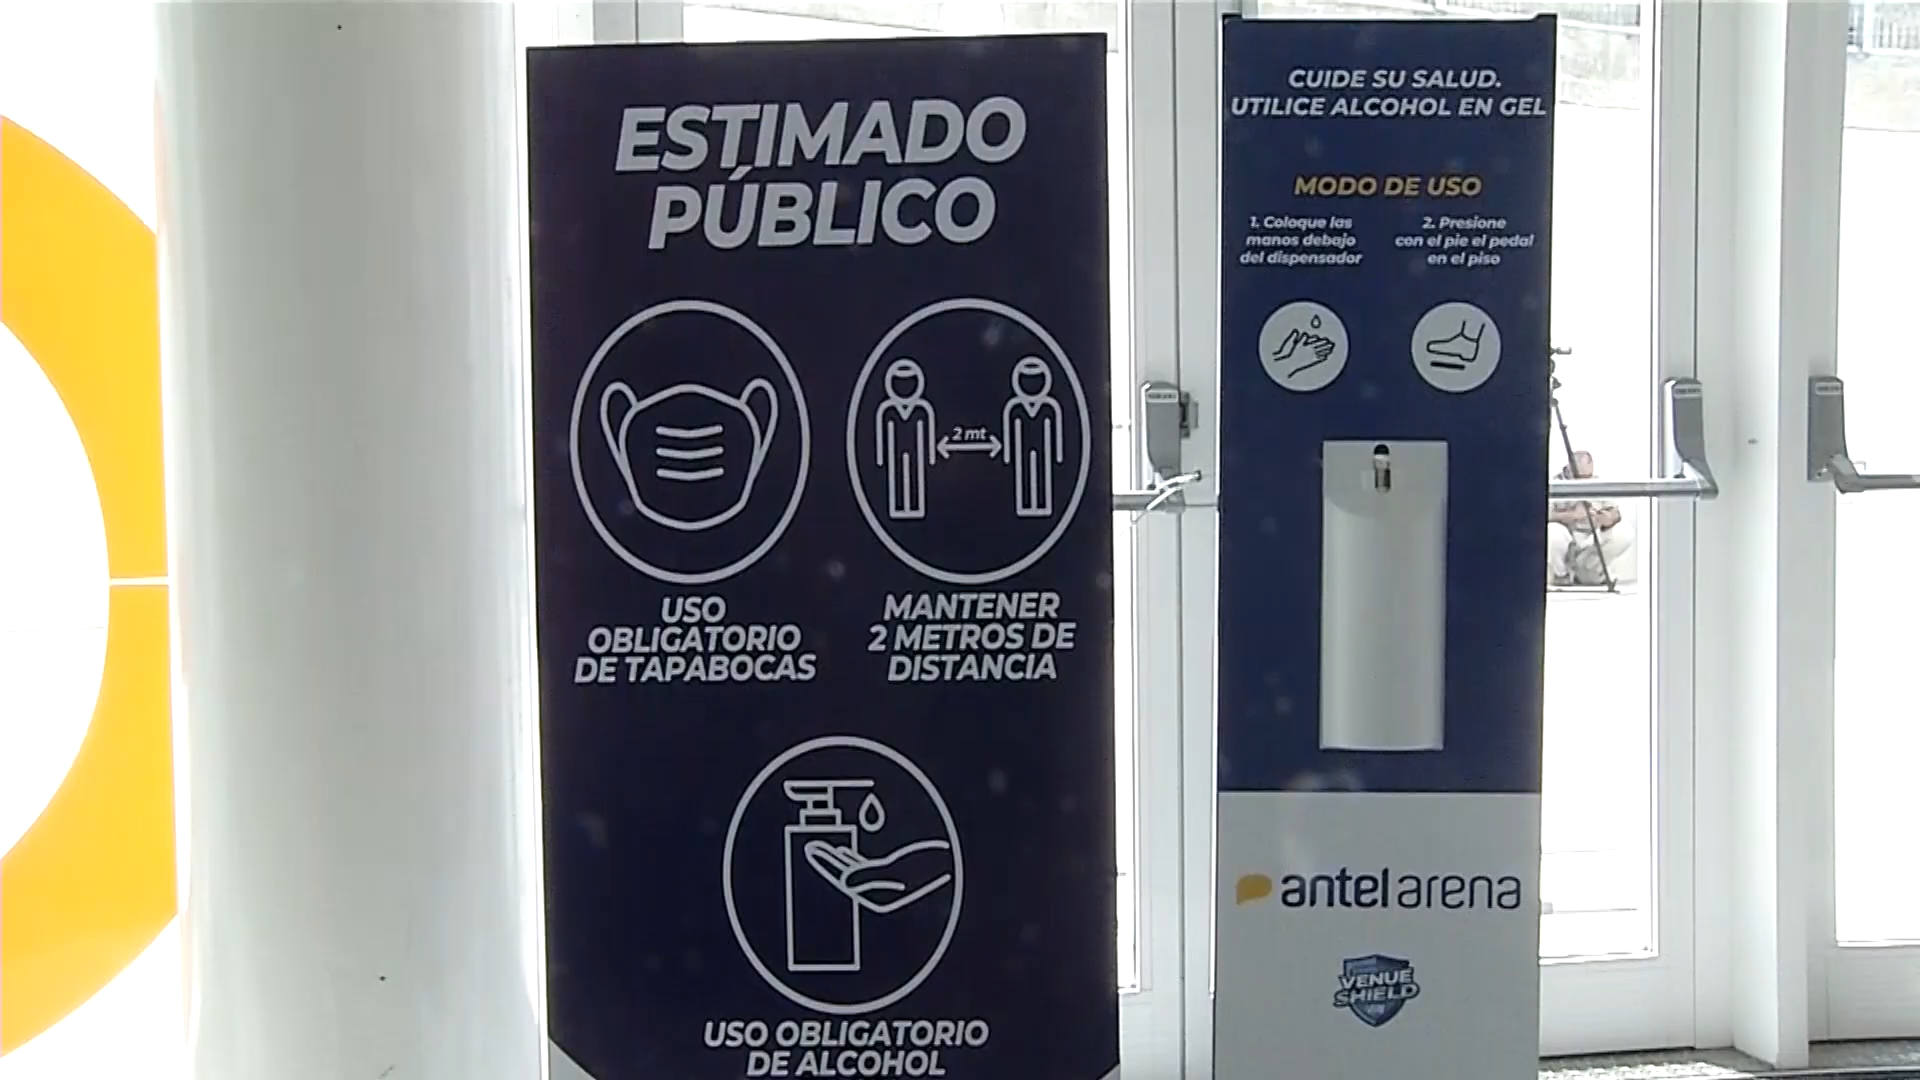 ESTIMADO
PÚBLICO
2 mt
USO
OBLIGATORIO
DE TAPABOCAS
MANTENER
2 METROS DE
DISTANCIA
USO OBLIGATORIO
DE ALCOHOL
CUIDE SU SALUD.
UTILICE ALCOHOL EN GEL
MODO DE USO
1. Coloque las
manos debajo
del dispensador
2. Presione
con el pie el pedal
en el piso
antel arena
VENUE
SHIELD